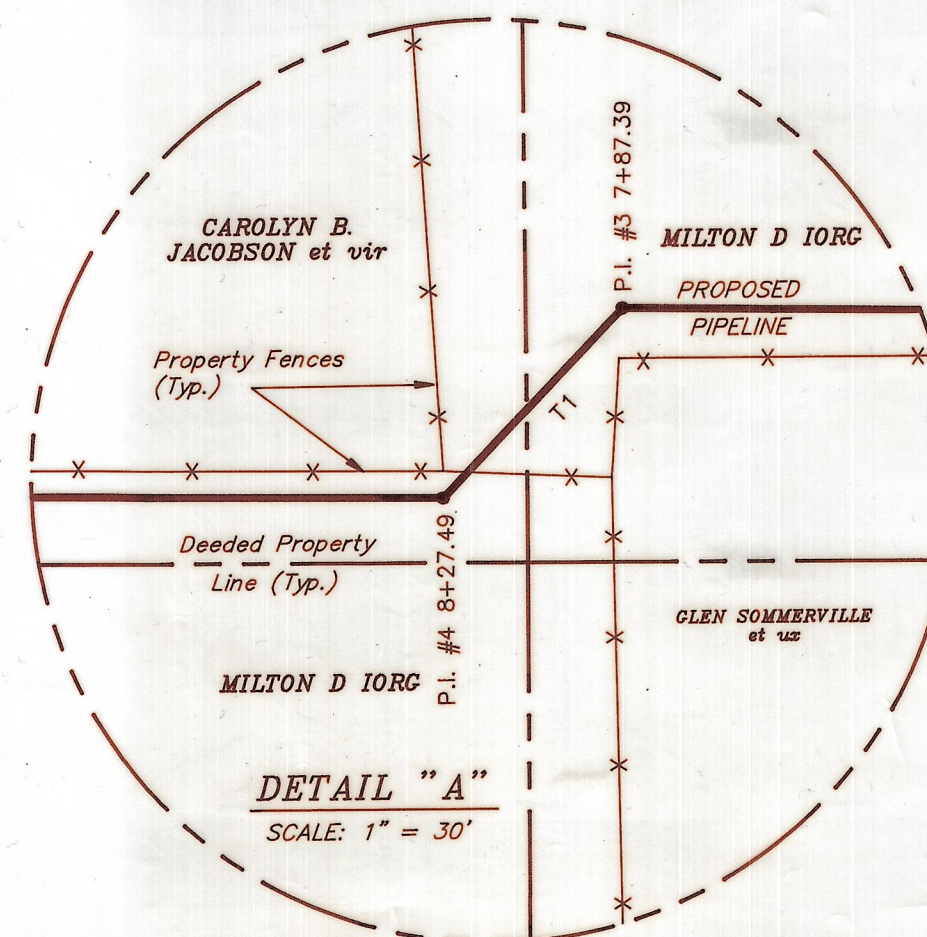 CAROLYN B.
JACOBSON et vir
P.I. #3 7+87.39
MILTON D IORG
PROPOSED
PIPELINE
Property Fences
(Typ.)
T1
Deeded Property
Line (Typ.)
P.I. #4 8+27.49
GLEN SOMMERVILLE
et ux
MILTON D IORG
DETAIL "A"
SCALE: 1" = 30'